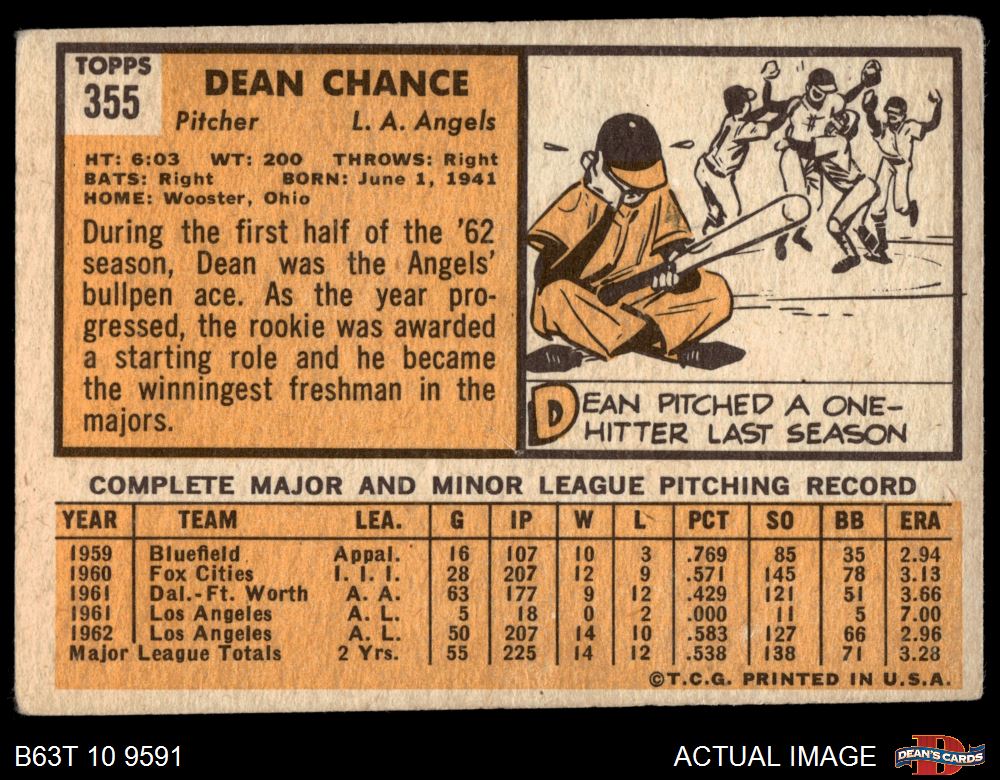 TOPPS
355
DEAN CHANCE
Pitcher L. A. Angels
HT: 6:03 WT: 200 THROWS: Right
BATS: Right BORN: June 1, 1941
HOME: Wooster, Ohio
During the first half of the '62
season, Dean was the Angels'
bullpen ace. As the year pro-
gressed, the rookie was awarded
a starting role and he became
the winningest freshman in the
majors.
DEAN PITCHED A ONE-
HITTER LAST SEASON
COMPLETE MAJOR AND MINOR LEAGUE PITCHING RECORD
YEAR TEAM LEA. G IP W L PCT SO BB ERA
1959 Bluefield Appal. 16 107 10 3 .769 85 35 2.94
1960 Fox Cities I. I. I. 28 207 12 9 .571 145 78 3.13
1961 Dal.-Ft. Worth A. A. 63 177 9 12 .429 121 51 3.66
1961 Los Angeles A. L. 5 18 0 2 .000 11 5 7.00
1962 Los Angeles A. L. 50 207 14 10 .583 127 66 2.96
Major League Totals 2 Yrs. 55 225 14 12 .538 138 71 3.28
©T.C.G. PRINTED IN U.S.A.
B63T 10 9591 ACTUAL IMAGE DEAN'S CARDS